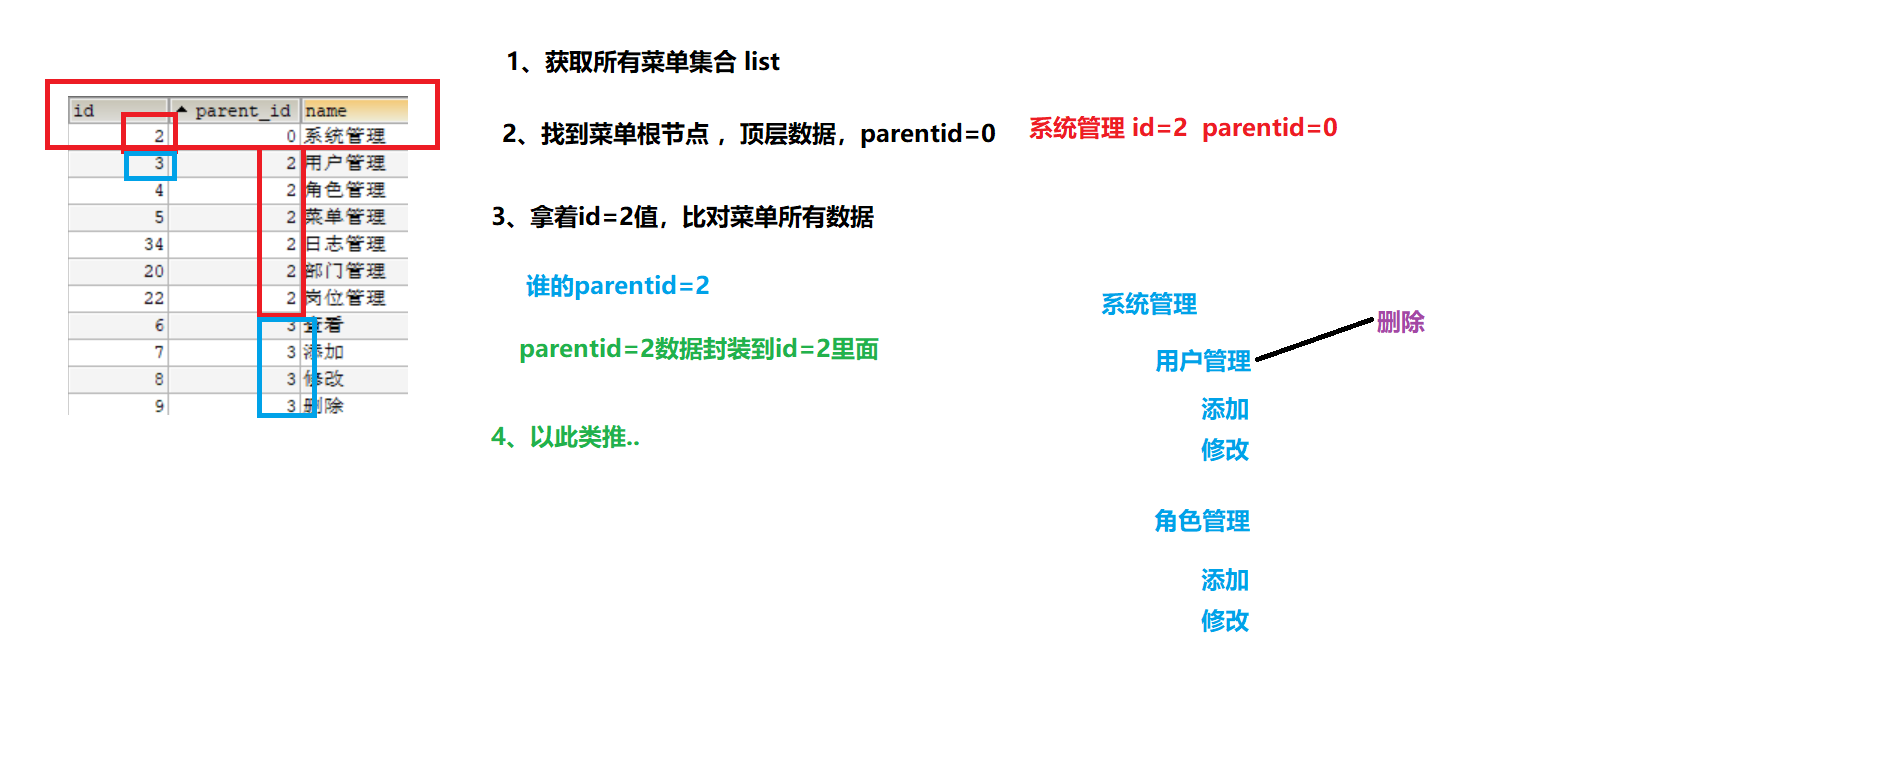 id parent_id name
2 0 系统管理
3 2 用户管理
4 2 角色管理
5 2 菜单管理
34 2 日志管理
20 2 部门管理
22 2 岗位管理
6 3 查看
7 3 添加
8 3 修改
9 3 删除
1、获取所有菜单集合 list
2、找到菜单根节点 ，顶层数据，parentid=0
系统管理 id=2 parentid=0
3、拿着id=2值，比对菜单所有数据
谁的parentid=2
parentid=2数据封装到id=2里面
4、以此类推..
系统管理
删除
用户管理
添加
修改
角色管理
添加
修改